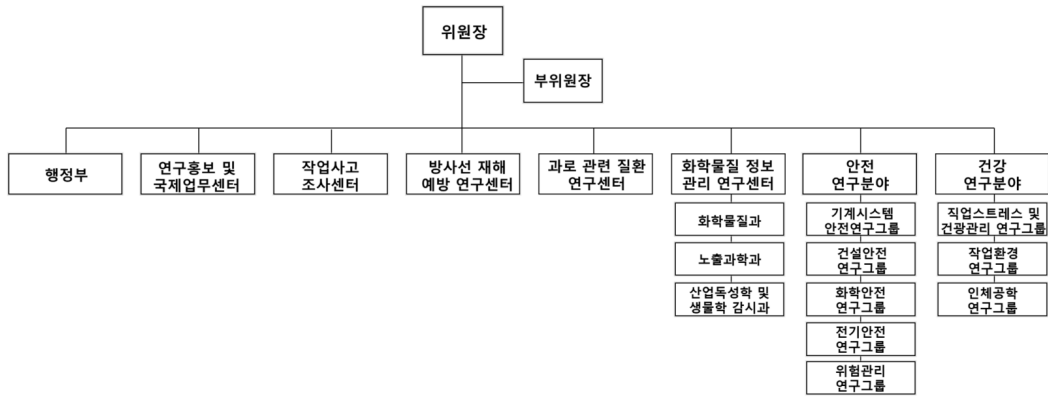 위원장
부위원장
행정부
연구홍보 및
국제업무센터
작업사고
조사센터
방사선 재해
예방 연구센터
과로 관련 질환
연구센터
화학물질 정보
관리 연구센터
화학물질과
노출과학과
산업독성학 및
생물학 감시과
안전
연구분야
기계시스템
안전연구그룹
건설안전
연구그룹
화학안전
연구그룹
전기안전
연구그룹
위험관리
연구그룹
건강
연구분야
직업스트레스 및
건광관리 연구그룹
작업환경
연구그룹
인체공학
연구그룹